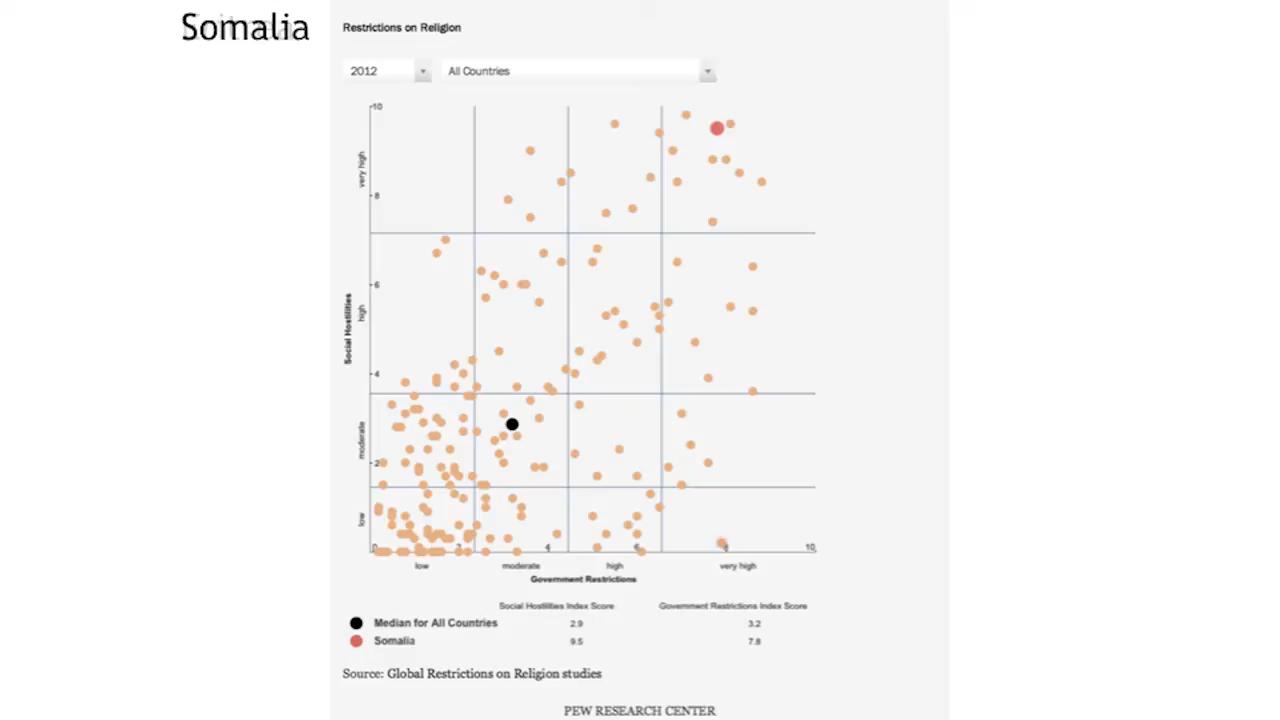 Somalia
Restrictions on Religion
2012
All Countries
10
8
6
4
2
very high
high
moderate
low
Social Hostilities
0
2
4
6
8
10
low
moderate
high
very high
Government Restrictions
Social Hostilities Index Score
Government Restrictions Index Score
Median for All Countries
2.9
3.2
Somalia
9.5
7.8
Source: Global Restrictions on Religion studies
PEW RESEARCH CENTER